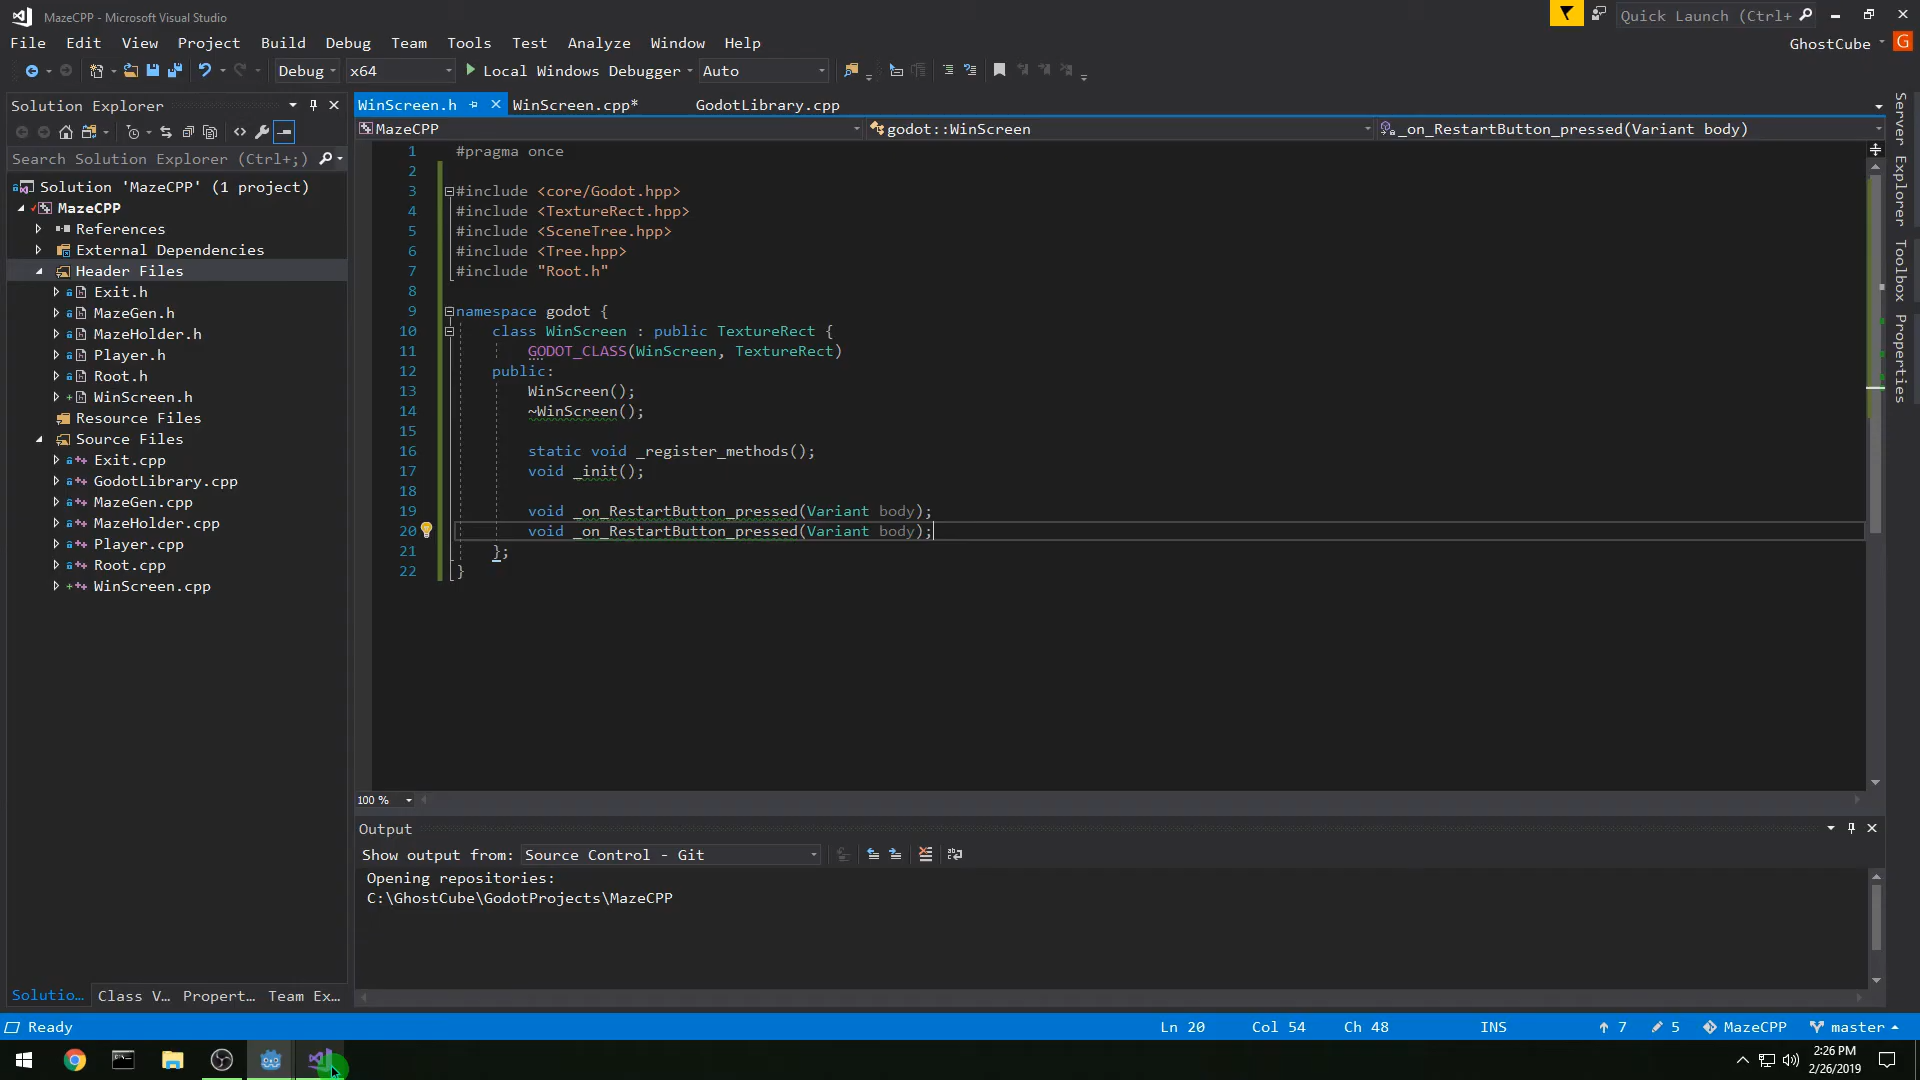 MazeCPP - Microsoft Visual Studio
Quick Launch (Ctrl+
File Edit View Project Build Debug Team Tools Test Analyze Window Help
GhostCube
G
Debug x64 Local Windows Debugger Auto
Solution Explorer
WinScreen.h WinScreen.cpp* GodotLibrary.cpp
MazeCPP godot::WinScreen _on_RestartButton_pressed(Variant body)
Search Solution Explorer (Ctrl+;)
Solution 'MazeCPP' (1 project)
MazeCPP
References
External Dependencies
Header Files
Exit.h
MazeGen.h
MazeHolder.h
Player.h
Root.h
WinScreen.h
Resource Files
Source Files
Exit.cpp
GodotLibrary.cpp
MazeGen.cpp
MazeHolder.cpp
Player.cpp
Root.cpp
WinScreen.cpp
1 #pragma once
2
3 #include <core/Godot.hpp>
4 #include <TextureRect.hpp>
5 #include <SceneTree.hpp>
6 #include <Tree.hpp>
7 #include "Root.h"
8
9 namespace godot {
10 class WinScreen : public TextureRect {
11 GODOT_CLASS(WinScreen, TextureRect)
12 public:
13 WinScreen();
14 ~WinScreen();
15
16 static void _register_methods();
17 void _init();
18
19 void _on_RestartButton_pressed(Variant body);
20 void _on_RestartButton_pressed(Variant body);
21 };
22 }
Server Explorer
Toolbox
Properties
100 %
Output
Show output from: Source Control - Git
Opening repositories:
C:\GhostCube\GodotProjects\MazeCPP
Solutio... Class V... Propert... Team Ex...
Ready Ln 20 Col 54 Ch 48 INS 7 5 MazeCPP master
2:26 PM
2/26/2019